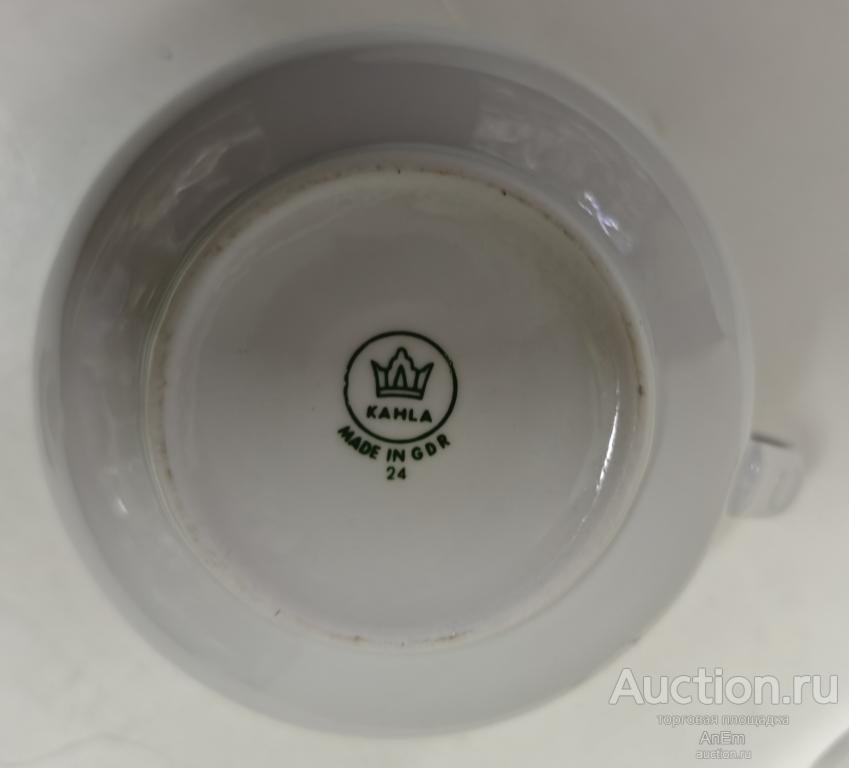 KAHLA
MADE IN GDR
24
Auction.ru
торговая площадка
AnEm
auction.ru